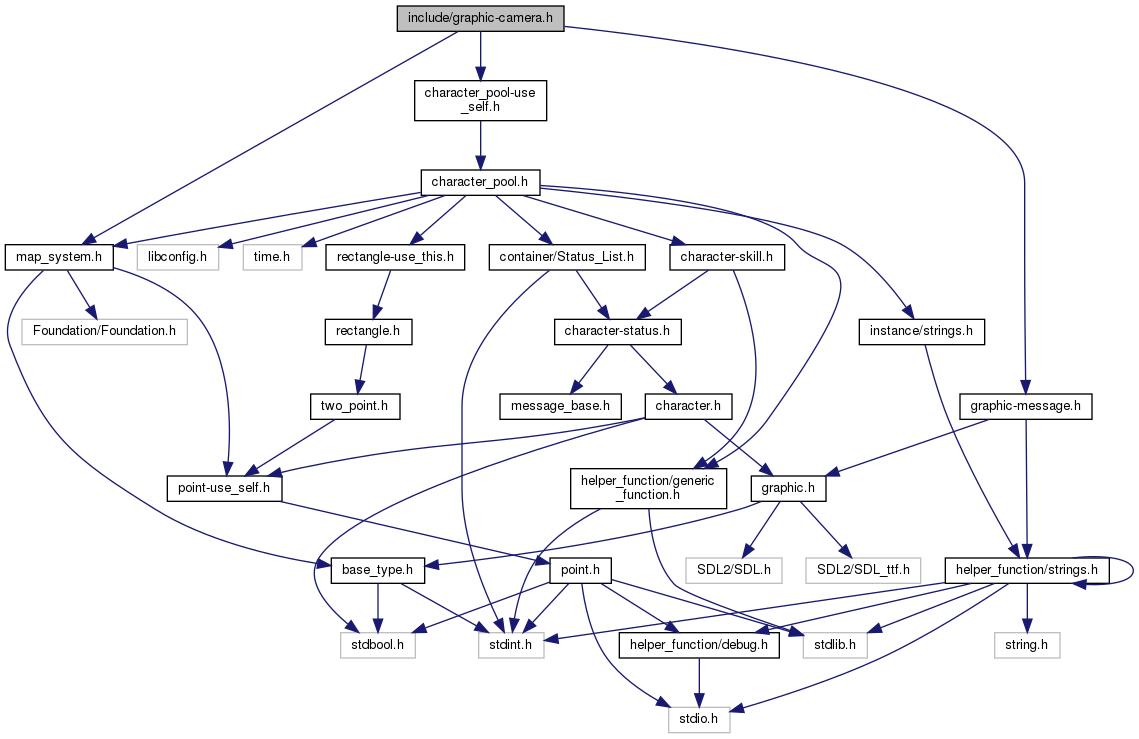 include/graphic-camera.h
character_pool-use
_self.h
character_pool.h
map_system.h
libconfig.h
time.h
rectangle-use_this.h
container/Status_List.h
character-skill.h
Foundation/Foundation.h
rectangle.h
character-status.h
instance/strings.h
two_point.h
message_base.h
character.h
graphic-message.h
point-use_self.h
helper_function/generic
_function.h
graphic.h
base_type.h
point.h
SDL2/SDL.h
SDL2/SDL_ttf.h
helper_function/strings.h
stdbool.h
stdint.h
helper_function/debug.h
stdlib.h
string.h
stdio.h